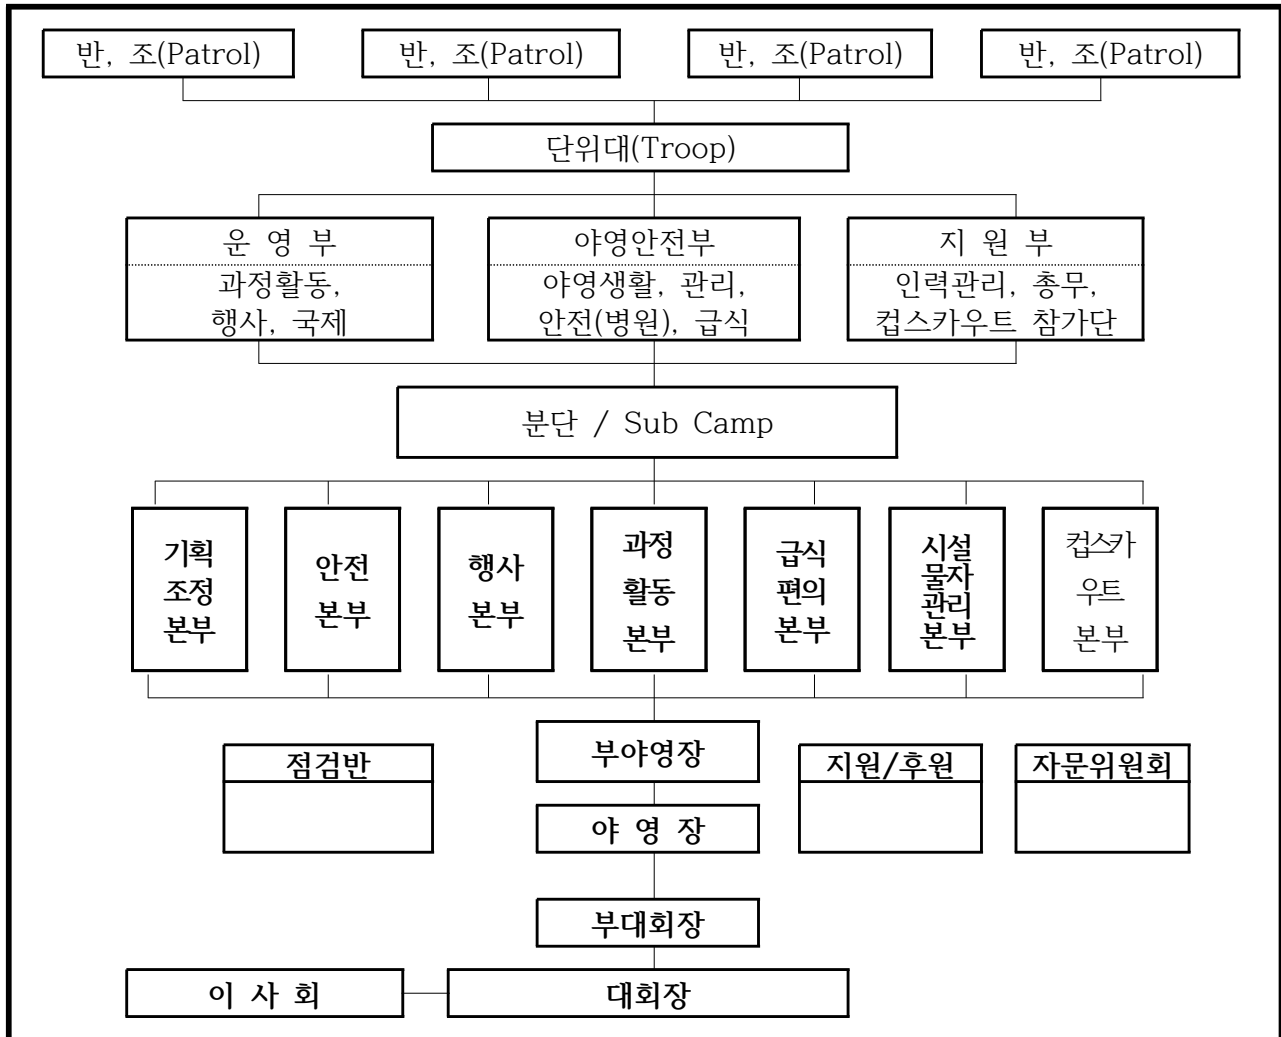 반, 조(Patrol) 반, 조(Patrol) 반, 조(Patrol) 반, 조(Patrol)
단위대(Troop)
운 영 부
과정활동,
행사, 국제
야영안전부
야영생활, 관리,
안전(병원), 급식
지 원 부
인력관리, 총무,
컵스카우트 참가단
분단 / Sub Camp
기획
조정
본부
안전
본부
행사
본부
과정
활동
본부
급식
편의
본부
시설
물자
관리
본부
컵스카
우트
본부
부야영장
점검반
지원/후원
자문위원회
야 영 장
부대회장
이 사 회
대회장